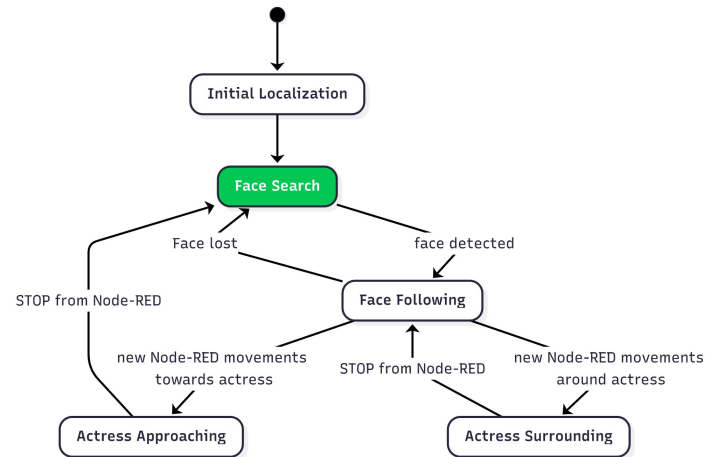 Initial Localization
Face Search
Face lost
face detected
Face Following
STOP from Node-RED
new Node-RED movements
towards actress
STOP from Node-RED
new Node-RED movements
around actress
Actress Approaching
Actress Surrounding